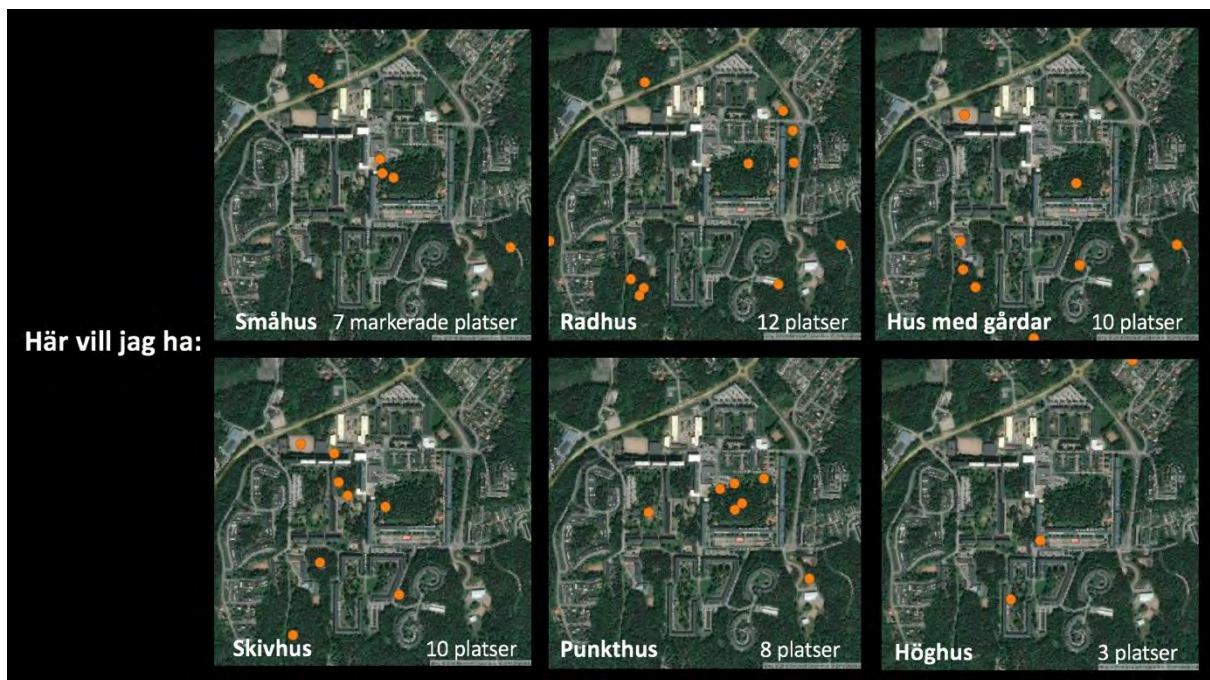 Här vill jag ha:
Småhus 7 markerade platser
Radhus 12 platser
Hus med gårdar 10 platser
Skivhus 10 platser
Punkthus 8 platser
Höghus 3 platser